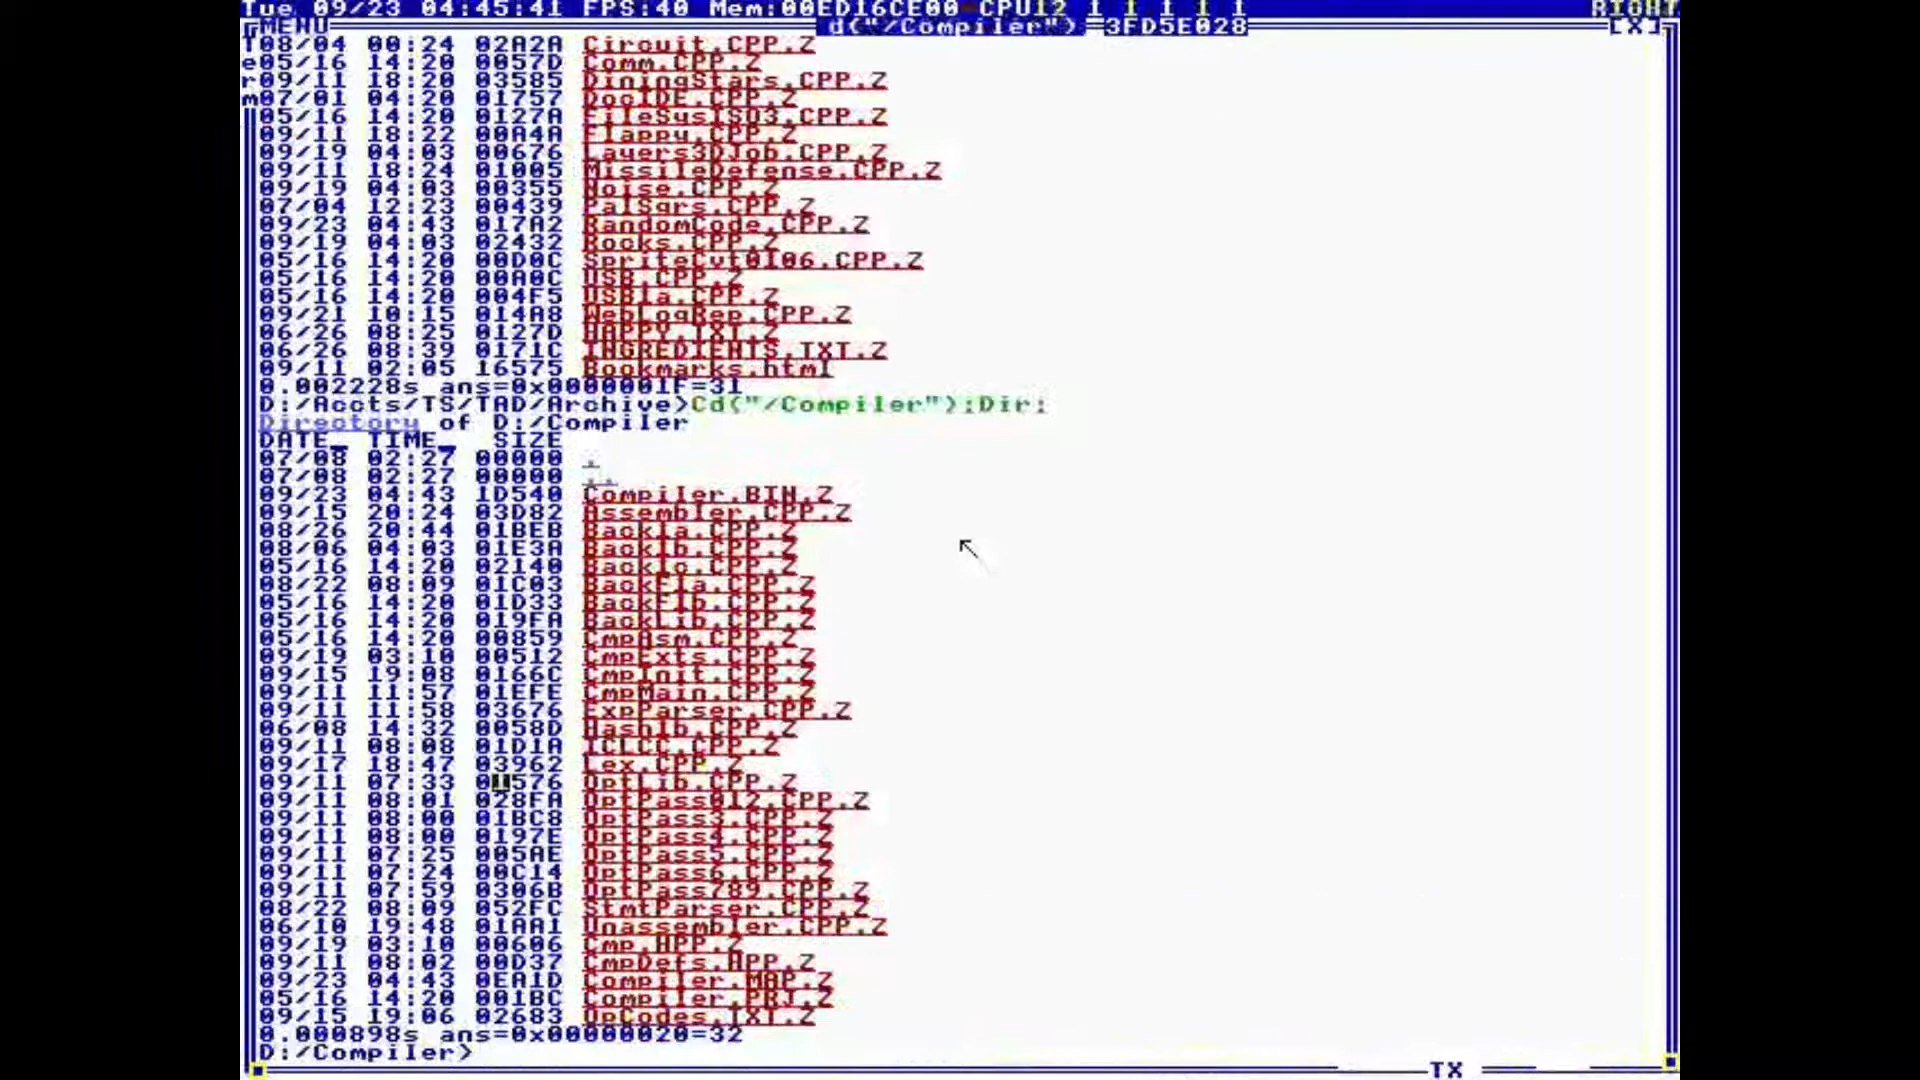 Tue 09/23 04:45:41 FPS:40 Mem:00ED16CE00 CPU12 1 1 1 1 1 RIGHT
MENU d("/Compiler") =3FD5E028 [X]
Term
08/04 00:24 02A2A Circuit.CPP.Z
05/16 14:20 0057D Comm.CPP.Z
09/11 18:20 03585 DiningStars.CPP.Z
07/01 04:20 01757 DocIDE.CPP.Z
05/16 14:20 0127A FileSysISO3.CPP.Z
09/11 18:22 00A4A Flappy.CPP.Z
09/19 04:03 00676 Layers3DJob.CPP.Z
09/11 18:24 01005 MissileDefense.CPP.Z
09/19 04:03 00355 Noise.CPP.Z
07/04 12:23 00439 PalSqrs.CPP.Z
09/23 04:43 017A2 RandomCode.CPP.Z
09/19 04:03 02432 Rocks.CPP.Z
05/16 14:20 00D0C SpriteCvt0106.CPP.Z
05/16 14:20 00A0C USB.CPP.Z
05/16 14:20 004F5 USB1a.CPP.Z
09/21 10:15 014A8 WebLogRep.CPP.Z
06/26 08:25 0127D HAPPY.TXT.Z
06/26 08:39 0171C INGREDIENTS.TXT.Z
09/11 02:05 16575 Bookmarks.html
0.002228s ans=0x0000001F=31
D:/Accts/TS/TAD/Archive>Cd("/Compiler");Dir;
Directory of D:/Compiler
DATE_ TIME_ SIZE
07/08 02:27 00000 .
07/08 02:27 00000 ..
09/23 04:43 1D540 Compiler.BIN.Z
09/15 20:24 03D82 Assembler.CPP.Z
08/26 20:44 01BEB BackIa.CPP.Z
08/06 04:03 01E3A BackIb.CPP.Z
05/16 14:20 02140 BackIc.CPP.Z
08/22 08:09 01C03 BackF1a.CPP.Z
05/16 14:20 01D33 BackF1b.CPP.Z
05/16 14:20 019FA BackLib.CPP.Z
05/16 14:20 00859 CmpAsm.CPP.Z
09/19 03:10 00512 CmpExts.CPP.Z
09/15 19:08 0166C CmpInit.CPP.Z
09/11 11:57 01EFE CmpMain.CPP.Z
09/11 11:58 03676 ExpParser.CPP.Z
06/08 14:32 0058D Hash1b.CPP.Z
09/11 08:08 01D1A ICLCC.CPP.Z
09/17 18:47 03962 Lex.CPP.Z
09/11 07:33 01576 OptLib.CPP.Z
09/11 08:01 028FA OptPass012.CPP.Z
09/11 08:00 01BC8 OptPass3.CPP.Z
09/11 08:00 0197E OptPass4.CPP.Z
09/11 07:25 005AE OptPass5.CPP.Z
09/11 07:24 00C14 OptPass6.CPP.Z
09/11 07:59 0306B OptPass789.CPP.Z
08/22 08:09 052FC StmtParser.CPP.Z
06/10 19:48 01AA1 Unassembler.CPP.Z
09/19 03:10 00606 Cmp.HPP.Z
09/11 08:02 00D37 CmpDefs.HPP.Z
09/23 04:43 0EA1D Compiler.MAP.Z
05/16 14:20 001BC Compiler.PRJ.Z
09/15 19:06 02683 OpCodes.TXT.Z
0.000898s ans=0x00000020=32
D:/Compiler>
TX